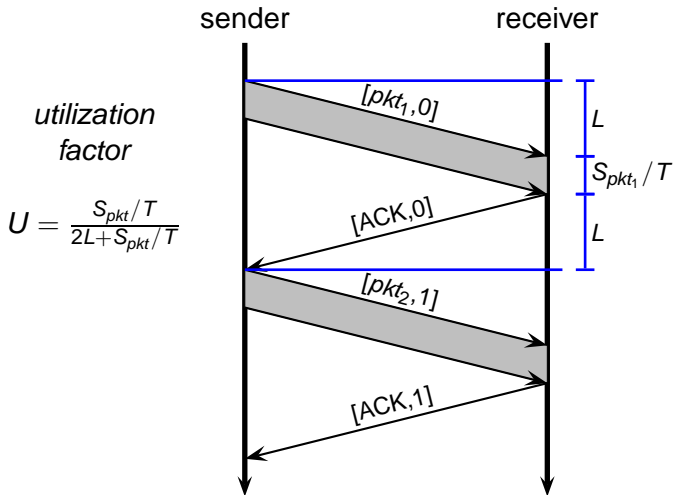 sender receiver
[pkt₁,0]
L
utilization
factor
S_pkt₁/T
U = S_pkt/T / 2L+S_pkt/T
[ACK,0]
L
[pkt₂,1]
[ACK,1]